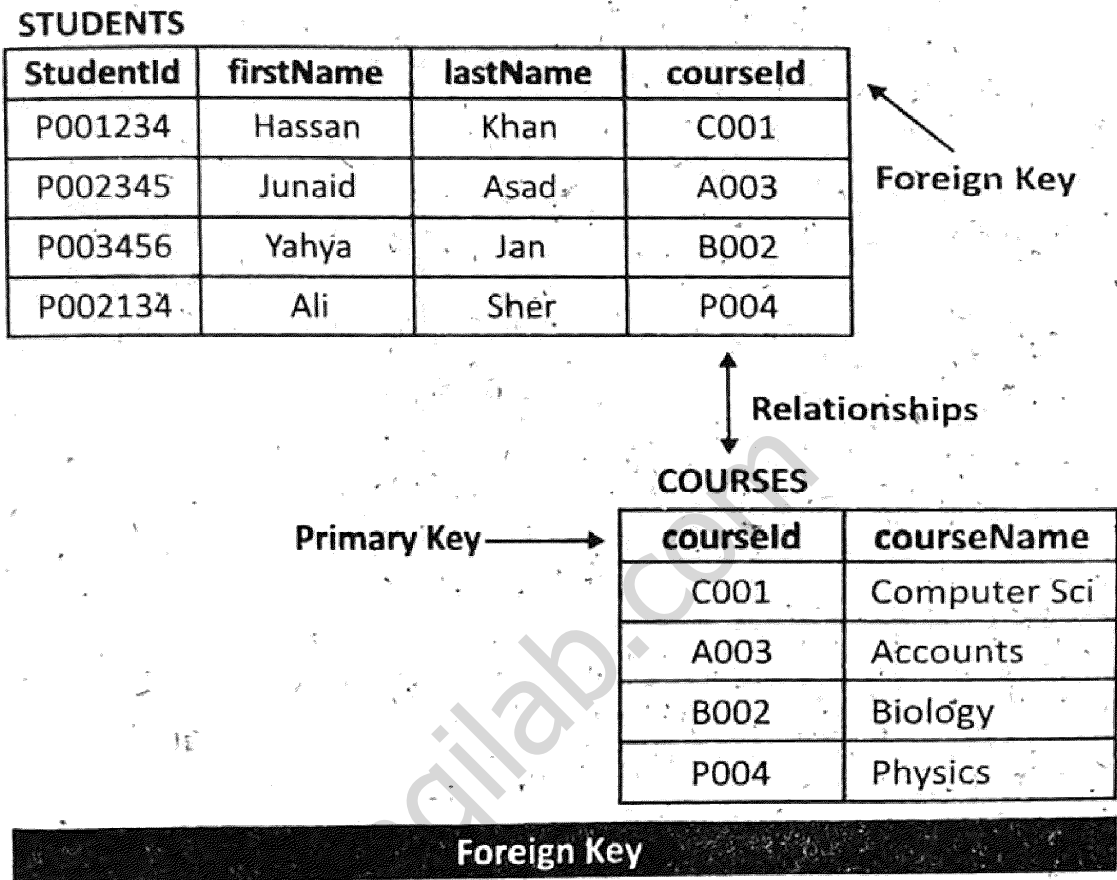 STUDENTS
StudentId firstName lastName courseId
P001234 Hassan Khan C001
P002345 Junaid Asad A003
P003456 Yahya Jan B002
P002134 Ali Sher P004
Foreign Key
Relationships
COURSES
Primary Key
courseId courseName
C001 Computer Sci
A003 Accounts
B002 Biology
P004 Physics
Foreign Key